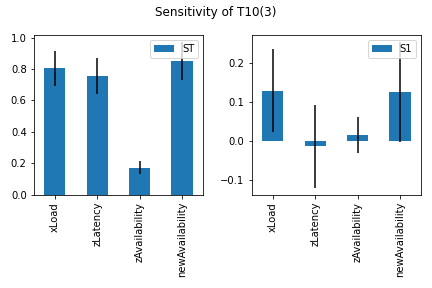 Sensitivity of T10(3)
ST
1.0
0.8
0.6
0.4
0.2
0.0
xLoad
zLatency
zAvailability
newAvailability
S1
0.2
0.1
0.0
−0.1
xLoad
zLatency
zAvailability
newAvailability